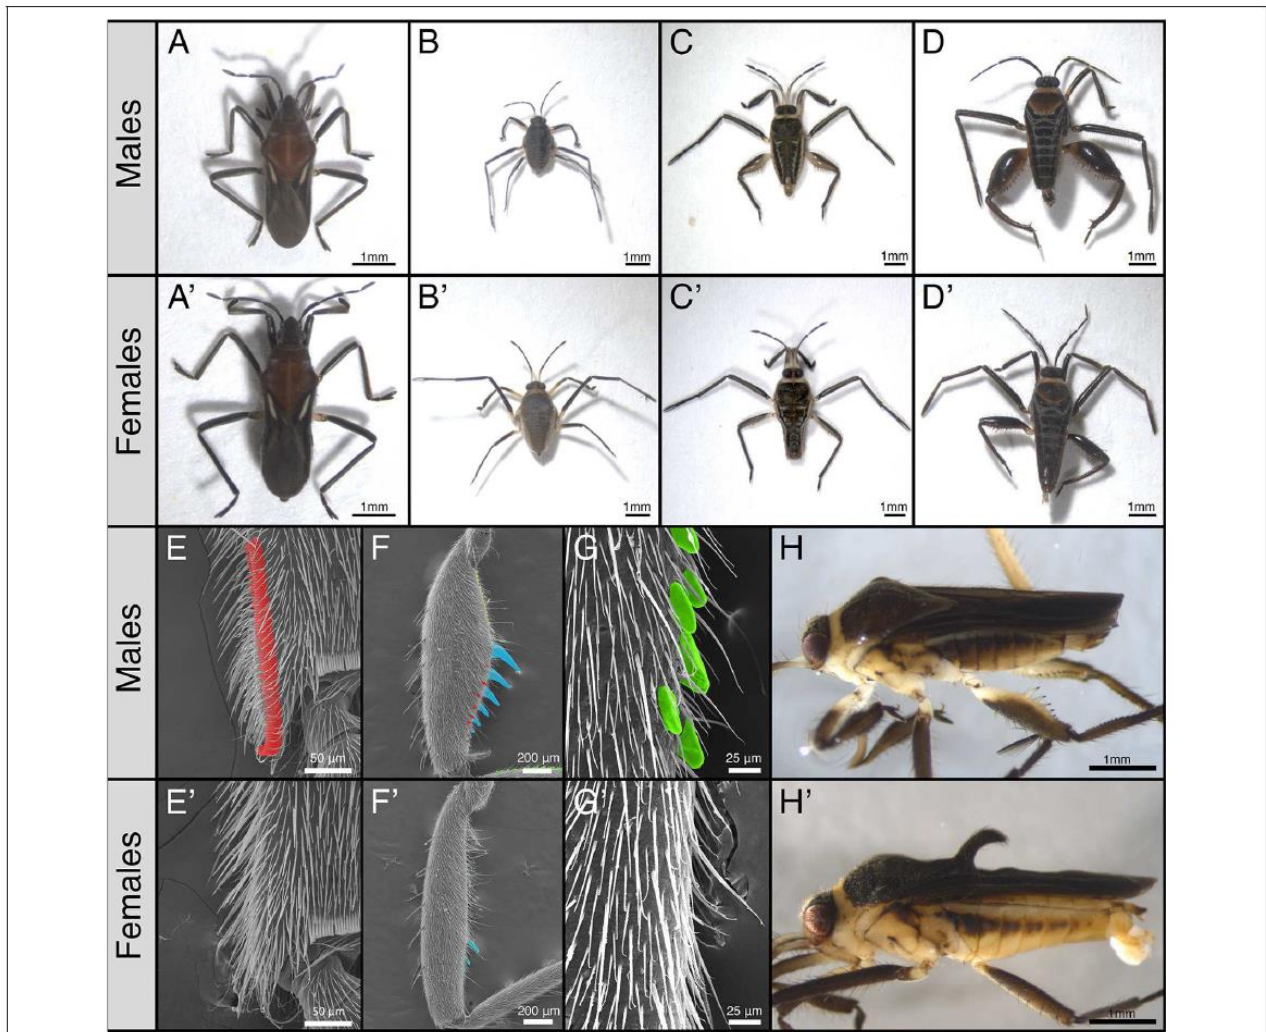 Males
A
1mm
B
1mm
C
1mm
D
1mm
Females
A'
1mm
B'
1mm
C'
1mm
D'
1mm
Males
E
50 µm
F
200 µm
G
25 µm
H
1mm
Females
E'
50 µm
F'
200 µm
G'
25 µm
H'
1mm